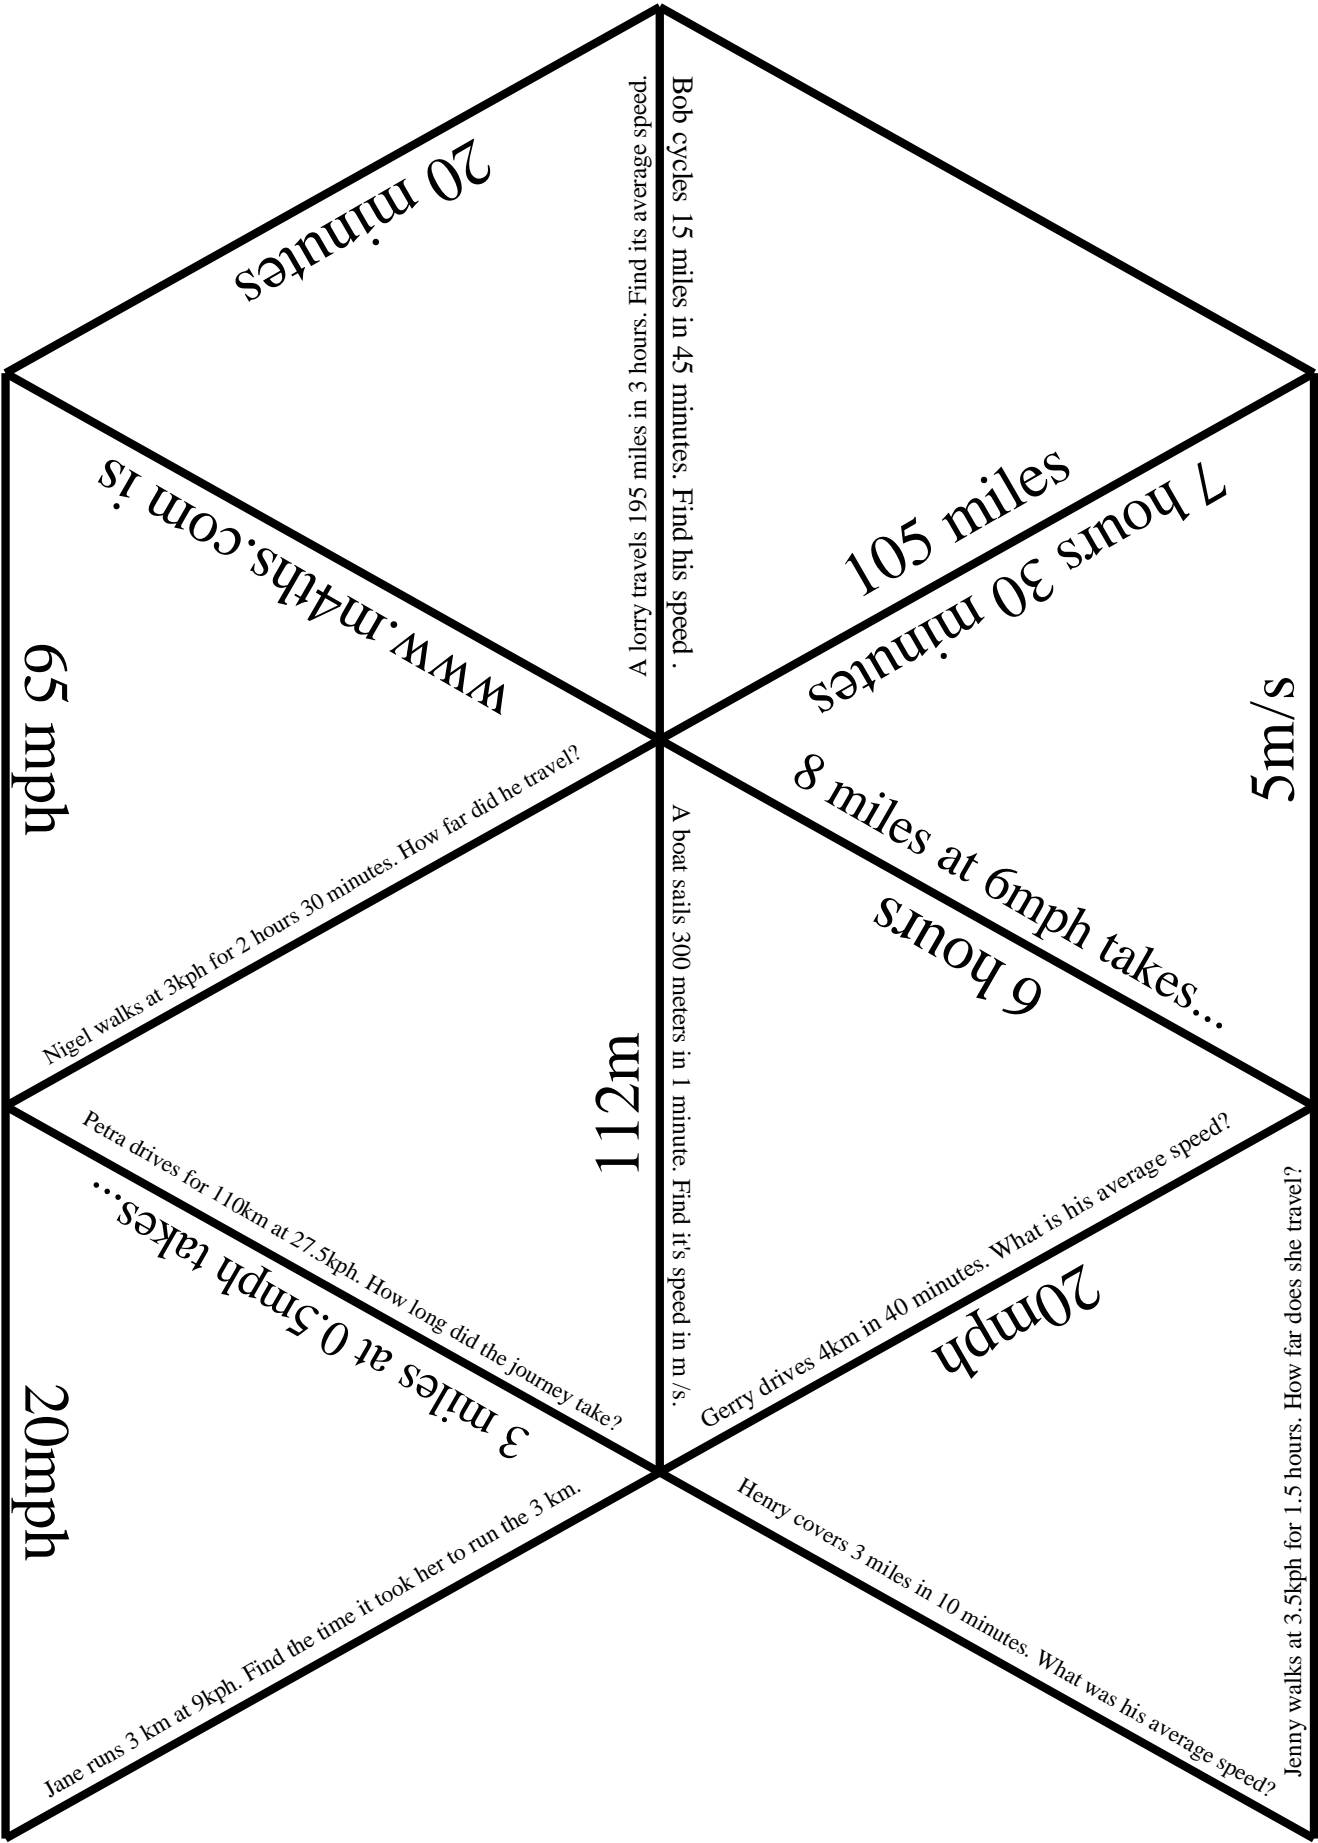 20 minutes
A lorry travels 195 miles in 3 hours. Find its average speed.
Bob cycles 15 miles in 45 minutes. Find his speed .
105 miles
www.m4ths.com is
65 mph
Nigel walks at 3kph for 2 hours 30 minutes. How far did he travel?
7 hours 30 minutes
5m/s
8 miles at 6mph takes...
6 hours
112m
A boat sails 300 meters in 1 minute. Find it's speed in m /s.
Petra drives for 110km at 27.5kph. How long did the journey take?
3 miles at 0.5mph takes...
Gerry drives 4km in 40 minutes. What is his average speed?
20mph
Jenny walks at 3.5kph for 1.5 hours. How far does she travel?
20mph
Jane runs 3 km at 9kph. Find the time it took her to run the 3 km.
Henry covers 3 miles in 10 minutes. What was his average speed?